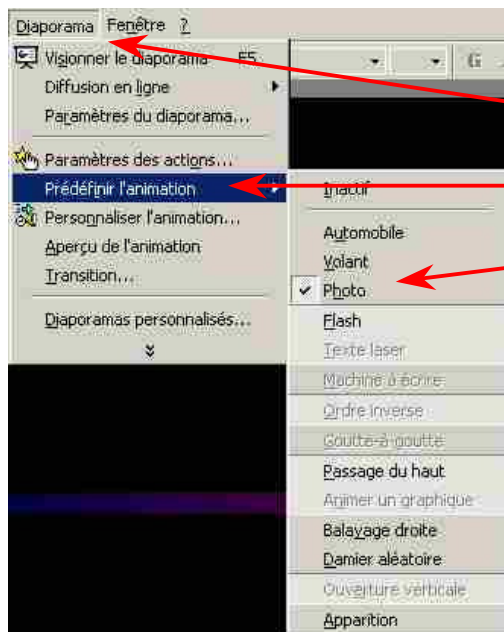 Diaporama Fenêtre ?
Visionner le diaporama F5
Diffusion en ligne
Paramètres du diaporama...
Paramètres des actions...
Prédéfinir l'animation
Personnaliser l'animation...
Aperçu de l'animation
Transition...
Diaporamas personnalisés...
G
Inactif
Automobile
Volant
Photo
Flash
Texte laser
Machine à écrire
Ordre inverse
Goutte-à-goutte
Passage du haut
Animer un graphique
Balayage droite
Damier aléatoire
Ouverture verticale
Apparition